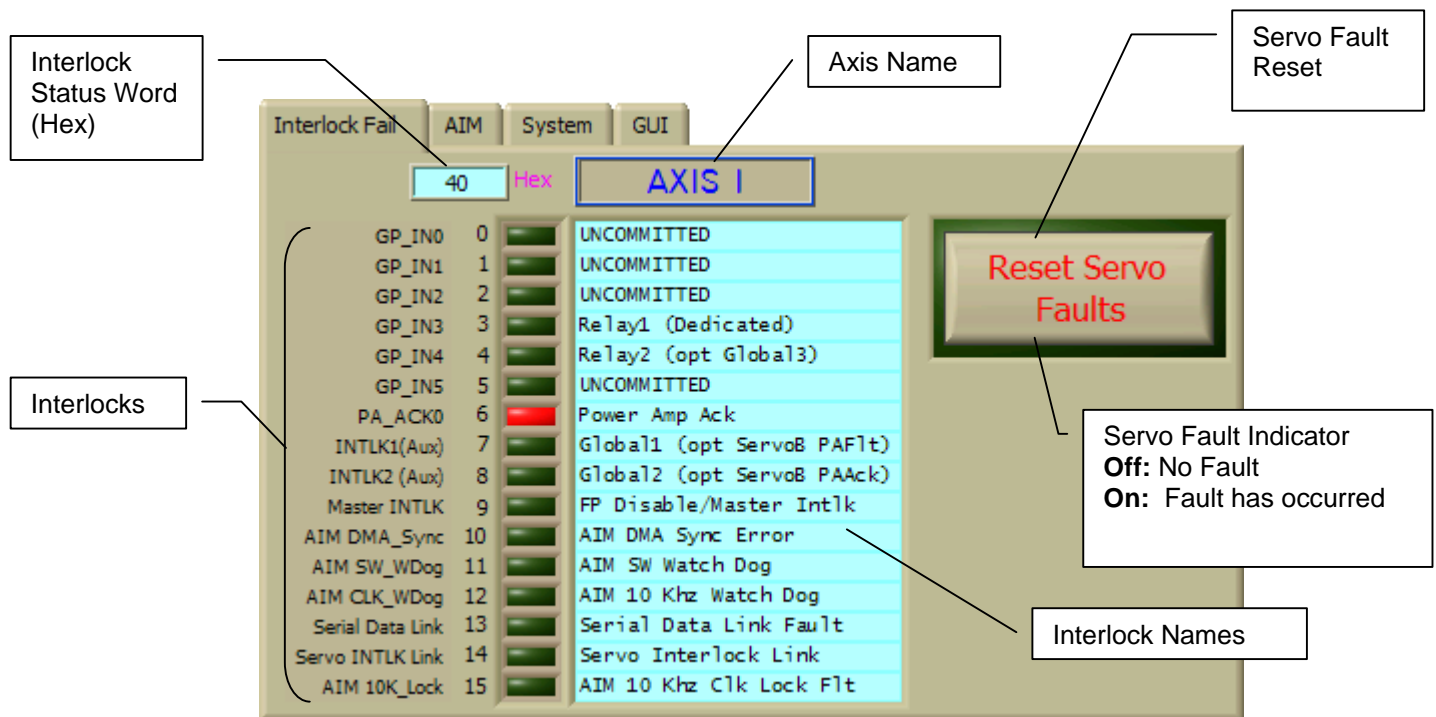 Interlock
Status Word
(Hex)
Axis Name
Servo Fault
Reset
Interlock Fail AIM System GUI
40 Hex AXIS I
GP_IN0 0 UNCOMMITTED
GP_IN1 1 UNCOMMITTED
GP_IN2 2 UNCOMMITTED
GP_IN3 3 Relay1 (Dedicated)
GP_IN4 4 Relay2 (opt Global3)
GP_IN5 5 UNCOMMITTED
PA_ACK0 6 Power Amp Ack
INTLK1(Aux) 7 Global1 (opt ServoB PAFlt)
INTLK2 (Aux) 8 Global2 (opt ServoB PAAck)
Master INTLK 9 FP Disable/Master Intlk
AIM DMA_Sync 10 AIM DMA Sync Error
AIM SW_WDog 11 AIM SW Watch Dog
AIM CLK_WDog 12 AIM 10 Khz Watch Dog
Serial Data Link 13 Serial Data Link Fault
Servo INTLK Link 14 Servo Interlock Link
AIM 10K_Lock 15 AIM 10 Khz Clk Lock Flt
Reset Servo
Faults
Interlocks
Servo Fault Indicator
Off: No Fault
On: Fault has occurred
Interlock Names